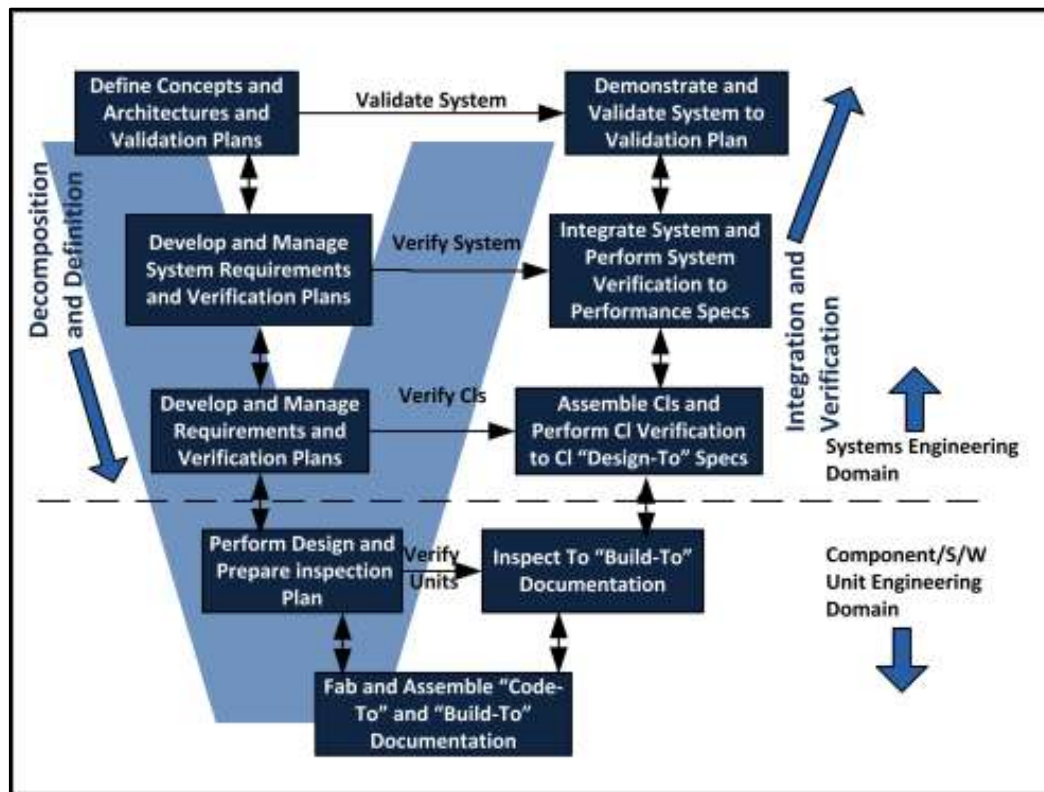 Define Concepts and
Architectures and
Validation Plans
Validate System
Demonstrate and
Validate System to
Validation Plan
Decomposition
and Definition
Develop and Manage
System Requirements
and Verification Plans
Verify System
Integrate System and
Perform System
Verification to
Performance Specs
Integration and
Verification
Develop and Manage
Requirements and
Verification Plans
Verify CIs
Assemble CIs and
Perform CI Verification
to CI “Design-To” Specs
Systems Engineering
Domain
Perform Design and
Prepare inspection
Plan
Verify
Units
Inspect To “Build-To”
Documentation
Component/S/W
Unit Engineering
Domain
Fab and Assemble “Code-
To” and “Build-To”
Documentation